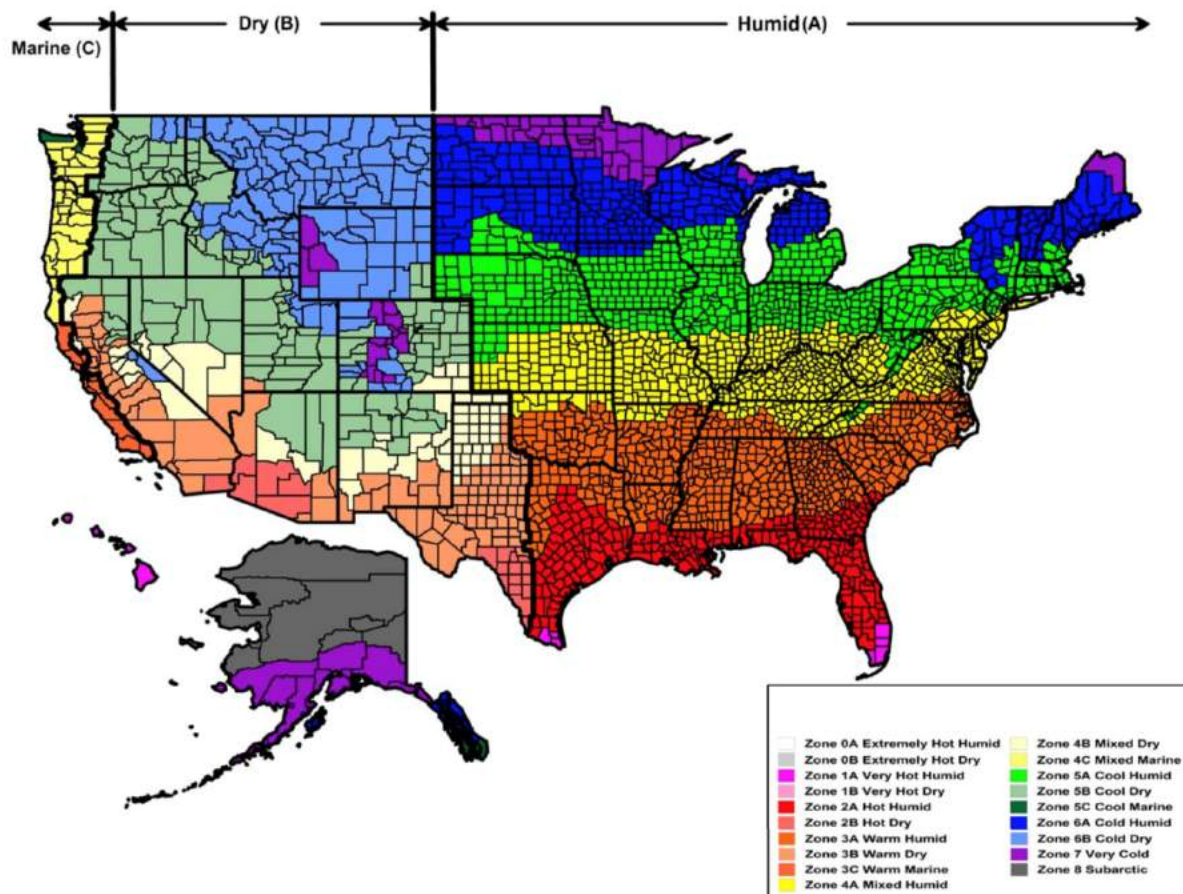 Dry (B)
Humid (A)
Marine (C)
Zone 0A Extremely Hot Humid
Zone 0B Extremely Hot Dry
Zone 1A Very Hot Humid
Zone 1B Very Hot Dry
Zone 2A Hot Humid
Zone 2B Hot Dry
Zone 3A Warm Humid
Zone 3B Warm Dry
Zone 3C Warm Marine
Zone 4A Mixed Humid
Zone 4B Mixed Dry
Zone 4C Mixed Marine
Zone 5A Cool Humid
Zone 5B Cool Dry
Zone 5C Cool Marine
Zone 6A Cold Humid
Zone 6B Cold Dry
Zone 7 Very Cold
Zone 8 Subarctic